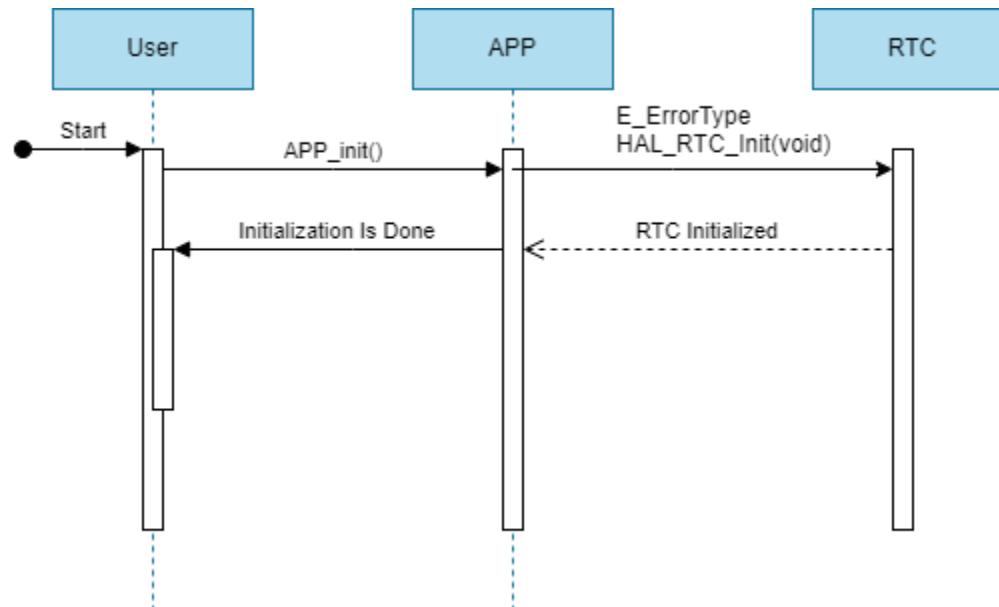 User
APP
RTC
Start
APP_init()
E_ErrorType
HAL_RTC_Init(void)
Initialization Is Done
RTC Initialized